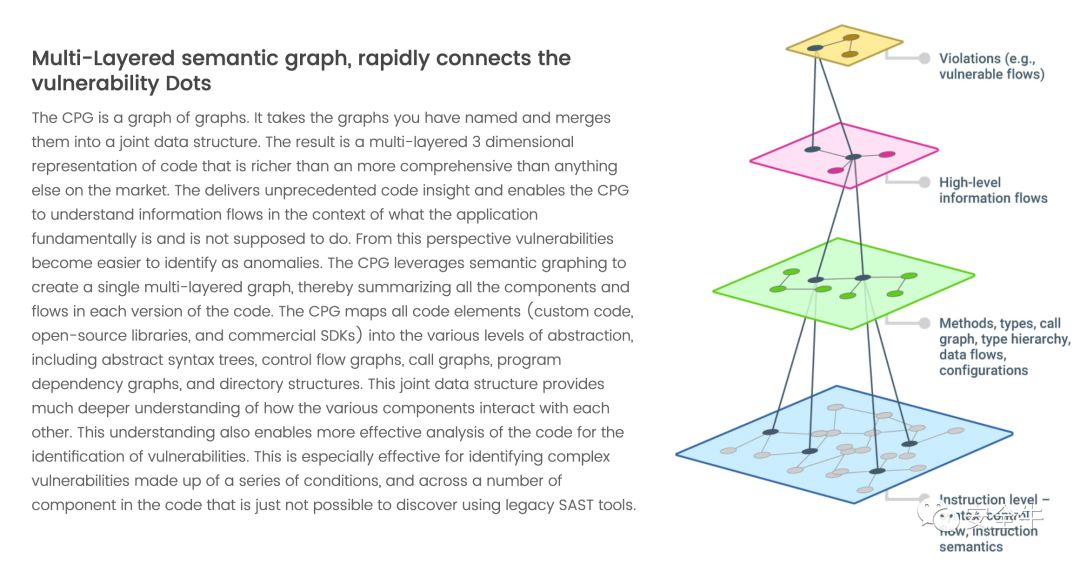 Multi-Layered semantic graph, rapidly connects the
vulnerability Dots
The CPG is a graph of graphs. It takes the graphs you have named and merges
them into a joint data structure. The result is a multi-layered 3 dimensional
representation of code that is richer than an more comprehensive than anything
else on the market. The delivers unprecedented code insight and enables the CPG
to understand information flows in the context of what the application
fundamentally is and is not supposed to do. From this perspective vulnerabilities
become easier to identify as anomalies. The CPG leverages semantic graphing to
create a single multi-layered graph, thereby summarizing all the components and
flows in each version of the code. The CPG maps all code elements (custom code,
open-source libraries, and commercial SDKs) into the various levels of abstraction,
including abstract syntax trees, control flow graphs, call graphs, program
dependency graphs, and directory structures. This joint data structure provides
much deeper understanding of how the various components interact with each
other. This understanding also enables more effective analysis of the code for the
identification of vulnerabilities. This is especially effective for identifying complex
vulnerabilities made up of a series of conditions, and across a number of
component in the code that is just not possible to discover using legacy SAST tools.
Violations (e.g.,
vulnerable flows)
High-level
information flows
Methods, types, call
graph, type hierarchy,
data flows,
configurations
Instruction level –
flow, instruction
semantics
安全牛